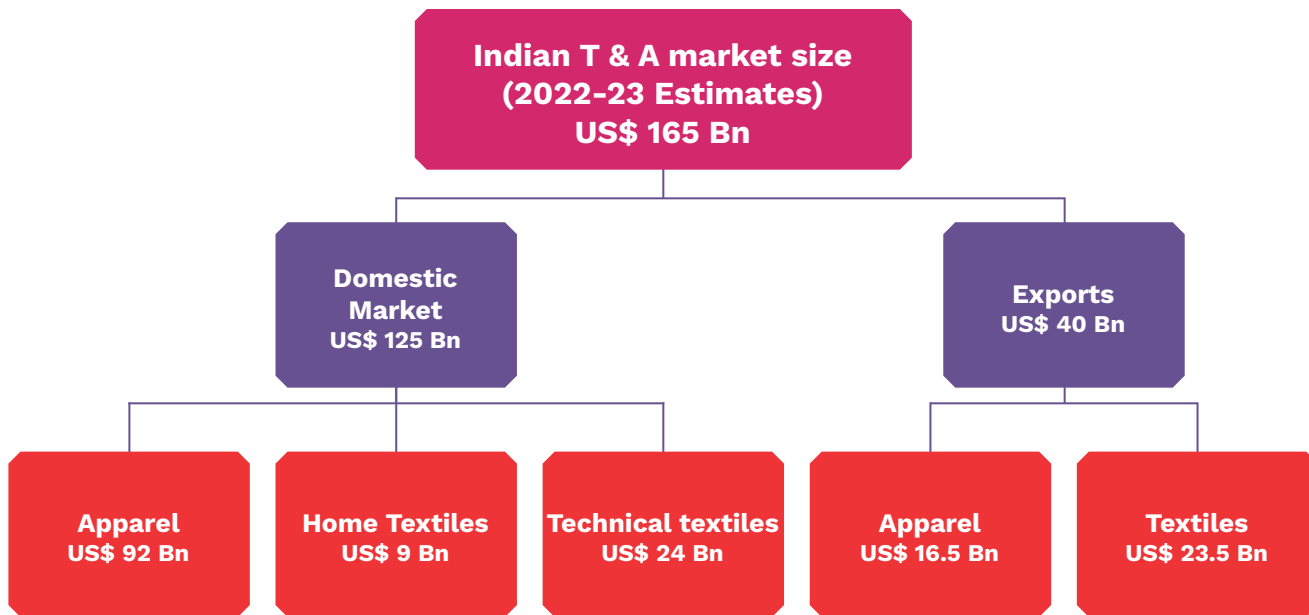 Indian T & A market size
(2022-23 Estimates)
US$ 165 Bn
Domestic
Market
US$ 125 Bn
Exports
US$ 40 Bn
Apparel
US$ 92 Bn
Home Textiles
US$ 9 Bn
Technical textiles
US$ 24 Bn
Apparel
US$ 16.5 Bn
Textiles
US$ 23.5 Bn